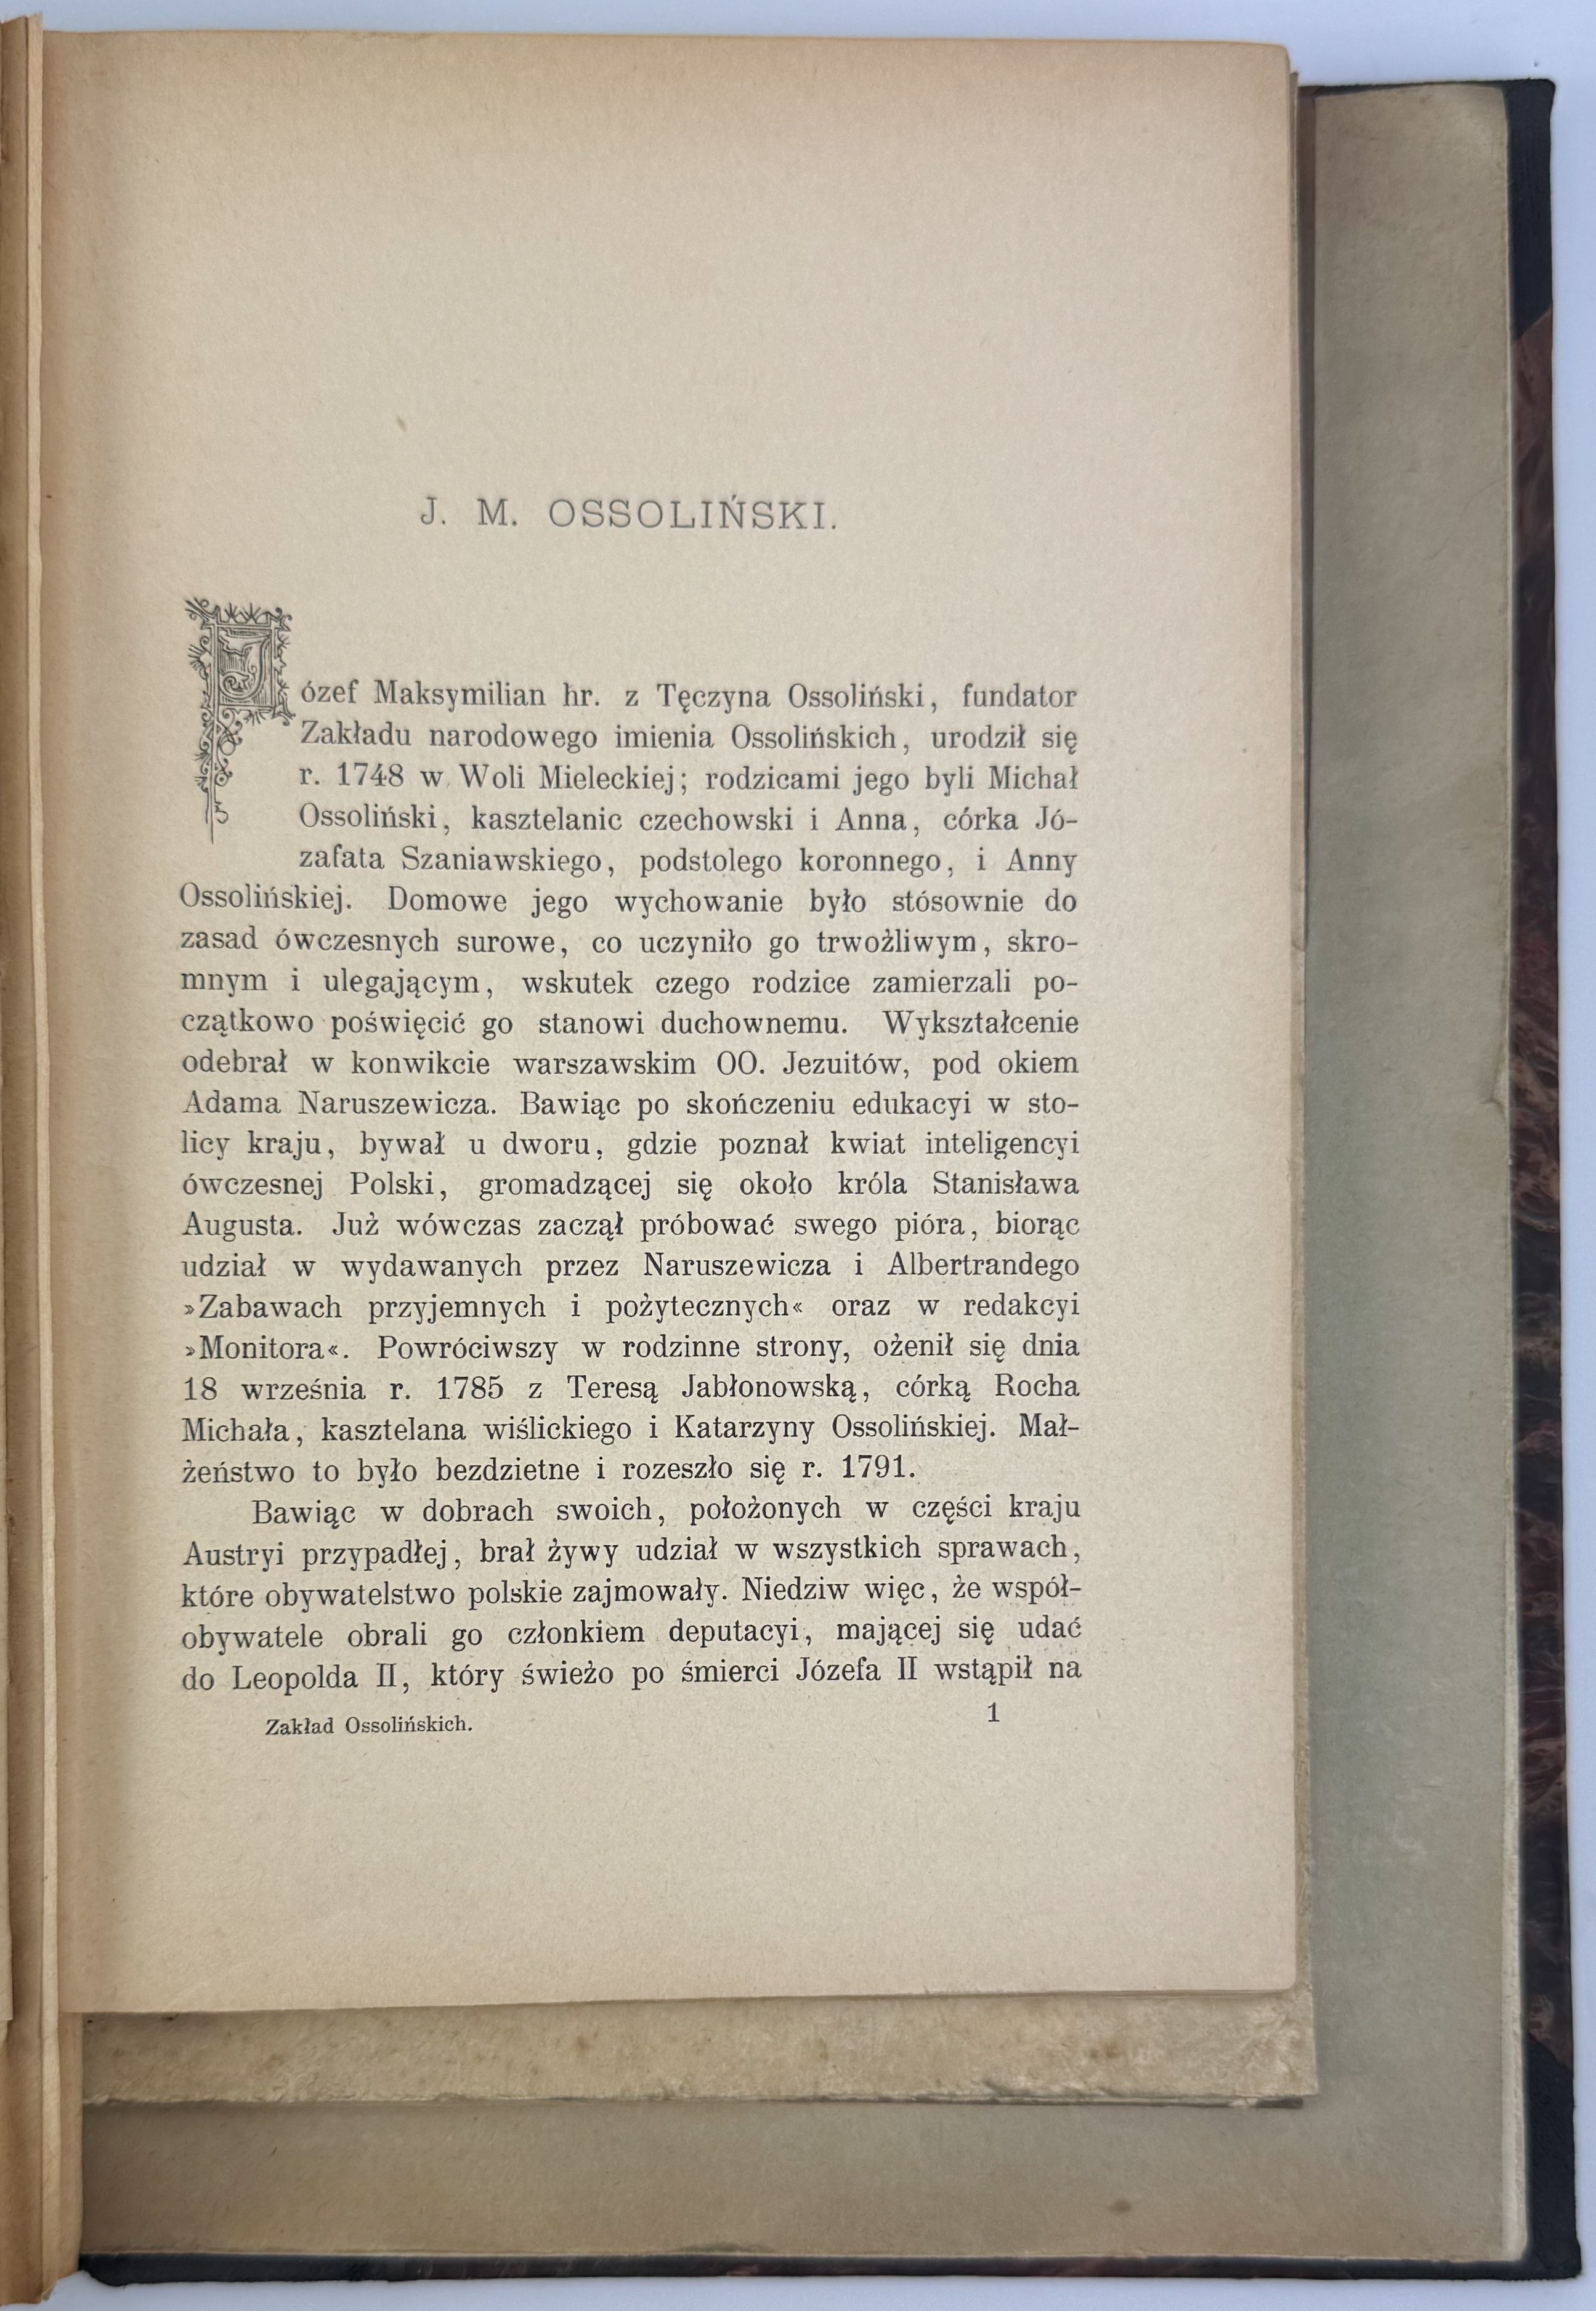 J. M. OSSOLIŃSKI.
Józef Maksymilian hr. z Tęczyna Ossoliński, fundator
Zakładu narodowego imienia Ossolińskich, urodził się
r. 1748 w Woli Mieleckiej; rodzicami jego byli Michał
Ossoliński, kasztelanic czechowski i Anna, córka Jó-
zafata Szaniawskiego, podstolego koronnego, i Anny
Ossolińskiej. Domowe jego wychowanie było stósownie do
zasad ówczesnych surowe, co uczyniło go trwożliwym, skro-
mnym i ulegającym, wskutek czego rodzice zamierzali po-
czątkowo poświęcić go stanowi duchownemu. Wykształcenie
odebrał w konwikcie warszawskim OO. Jezuitów, pod okiem
Adama Naruszewicza. Bawiąc po skończeniu edukacyi w sto-
licy kraju, bywał u dworu, gdzie poznał kwiat inteligencyi
ówczesnej Polski, gromadzącej się około króla Stanisława
Augusta. Już wówczas zaczął próbować swego pióra, biorąc
udział w wydawanych przez Naruszewicza i Albertrandego
»Zabawach przyjemnych i pożytecznych« oraz w redakcyi
»Monitora«. Powróciwszy w rodzinne strony, ożenił się dnia
18 września r. 1785 z Teresą Jabłonowską, córką Rocha
Michała, kasztelana wiślickiego i Katarzyny Ossolińskiej. Mał-
żeństwo to było bezdzietne i rozeszło się r. 1791.
Bawiąc w dobrach swoich, położonych w części kraju
Austryi przypadłej, brał żywy udział w wszystkich sprawach,
które obywatelstwo polskie zajmowały. Niedziw więc, że współ-
obywatele obrali go członkiem deputacyi, mającej się udać
do Leopolda II, który świeżo po śmierci Józefa II wstąpił na
Zakład Ossolińskich. 1